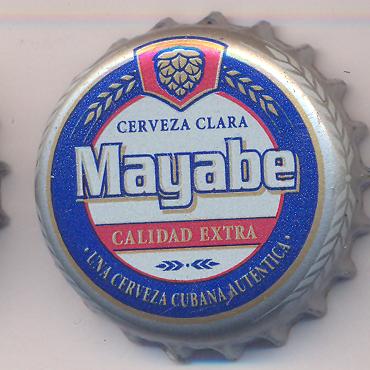 CERVEZA CLARA
Mayabe
CALIDAD EXTRA
· UNA CERVEZA CUBANA AUTÉNTICA ·